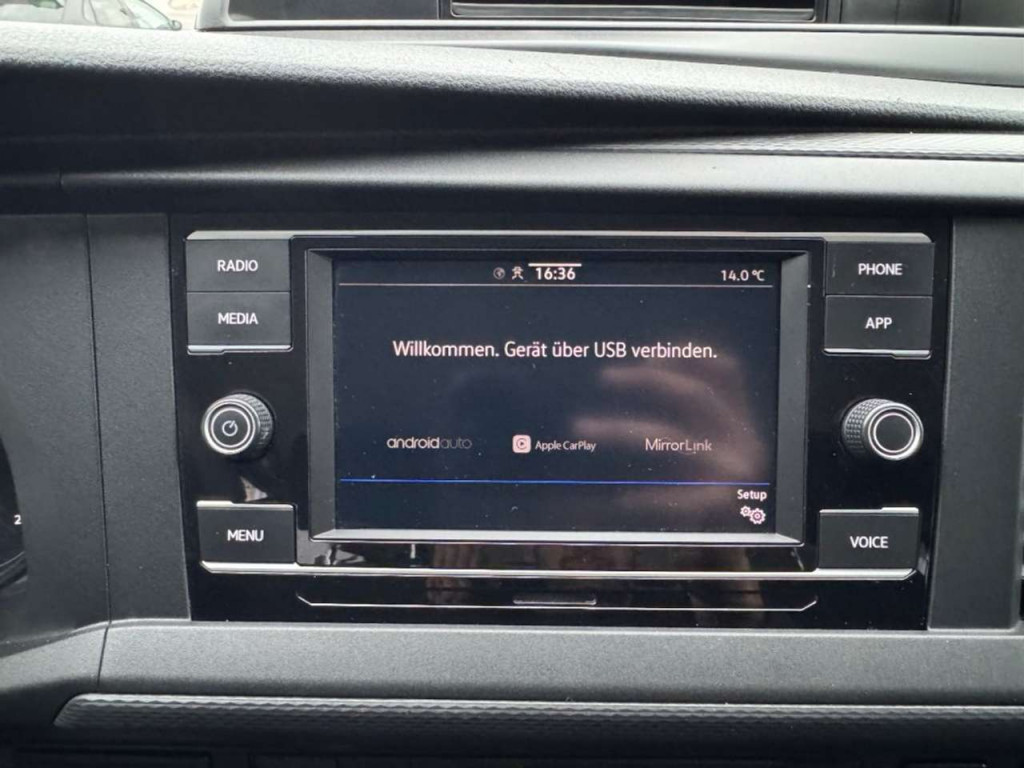 RADIO
MEDIA
MENU
16:36
14.0 °C
Willkommen. Gerät über USB verbinden.
androidauto
Apple CarPlay
MirrorLink
Setup
PHONE
APP
VOICE
2